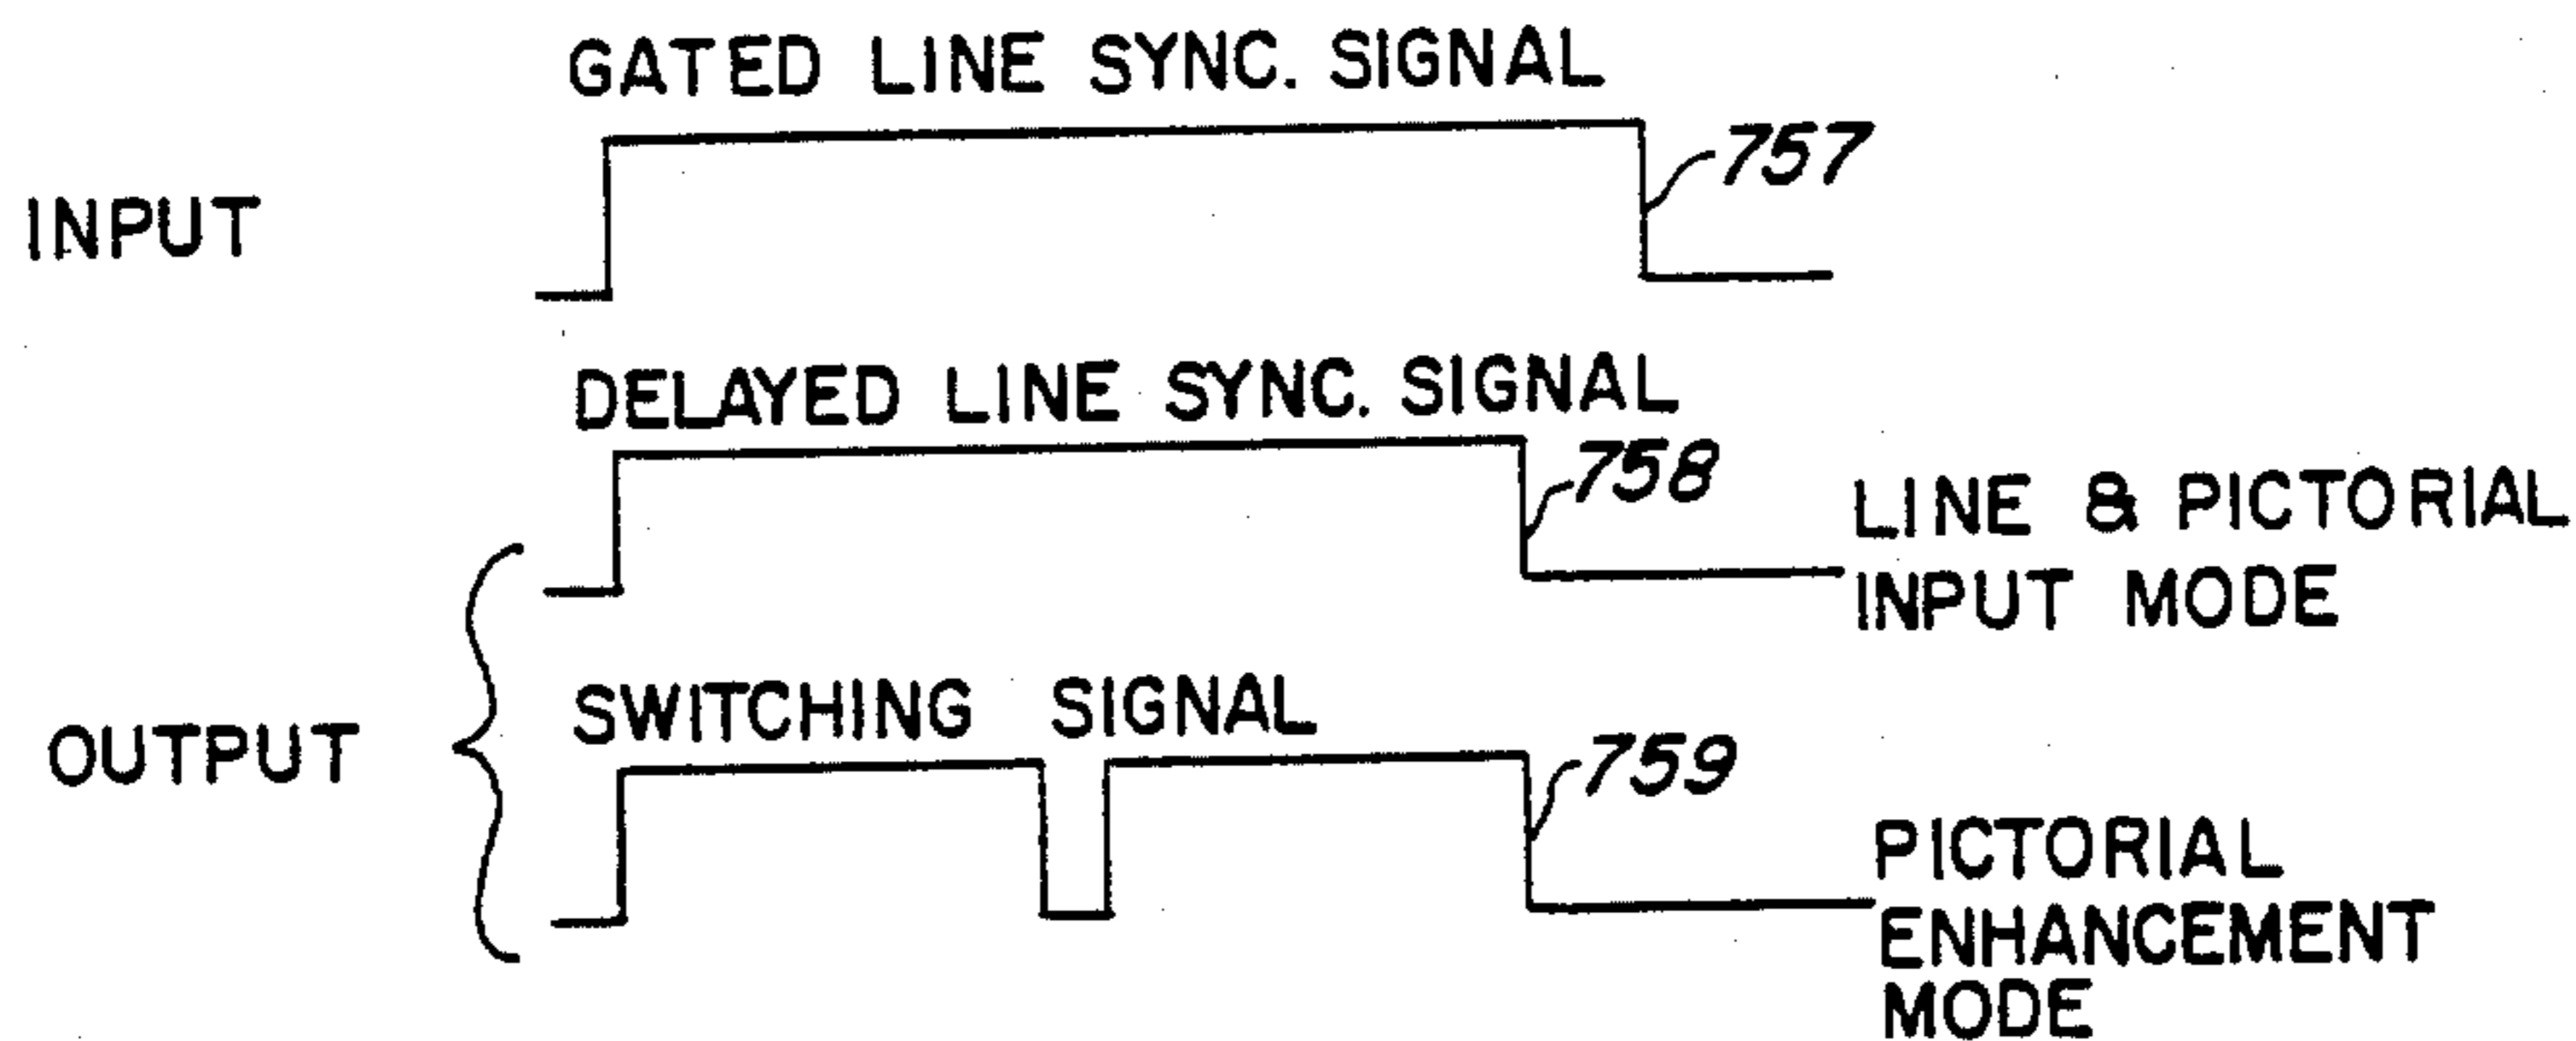 GATED LINE SYNC. SIGNAL
757
INPUT
DELAYED LINE SYNC. SIGNAL
758
LINE & PICTORIAL
INPUT MODE
SWITCHING SIGNAL
759
OUTPUT
PICTORIAL
ENHANCEMENT
MODE